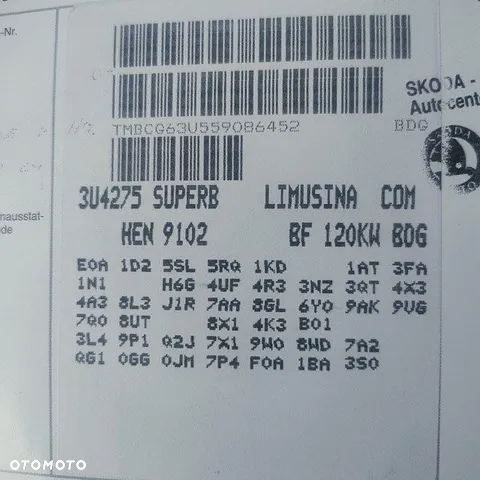 -Nr.
SKODA -
Autocent
TMBCG63U559086452 BDG
3U4275 SUPERB LIMUSINA COM
HEN 9102 BF 120KW BDG
E0A 1D2 5SL 5RQ 1KD 1AT 3FA
1N1 H6G 4UF 4R3 3NZ 3QT 4X3
4A3 8L3 J1R 7AA 8GL 6Y0 9AK 9VG
7Q0 8UT 8X1 4K3 B01
3L4 9P1 Q2J 7X1 9W0 8WD 7A2
QG1 0GG 0JM 7P4 F0A 1BA 3S0
nausstat-
de
OTOMOTO